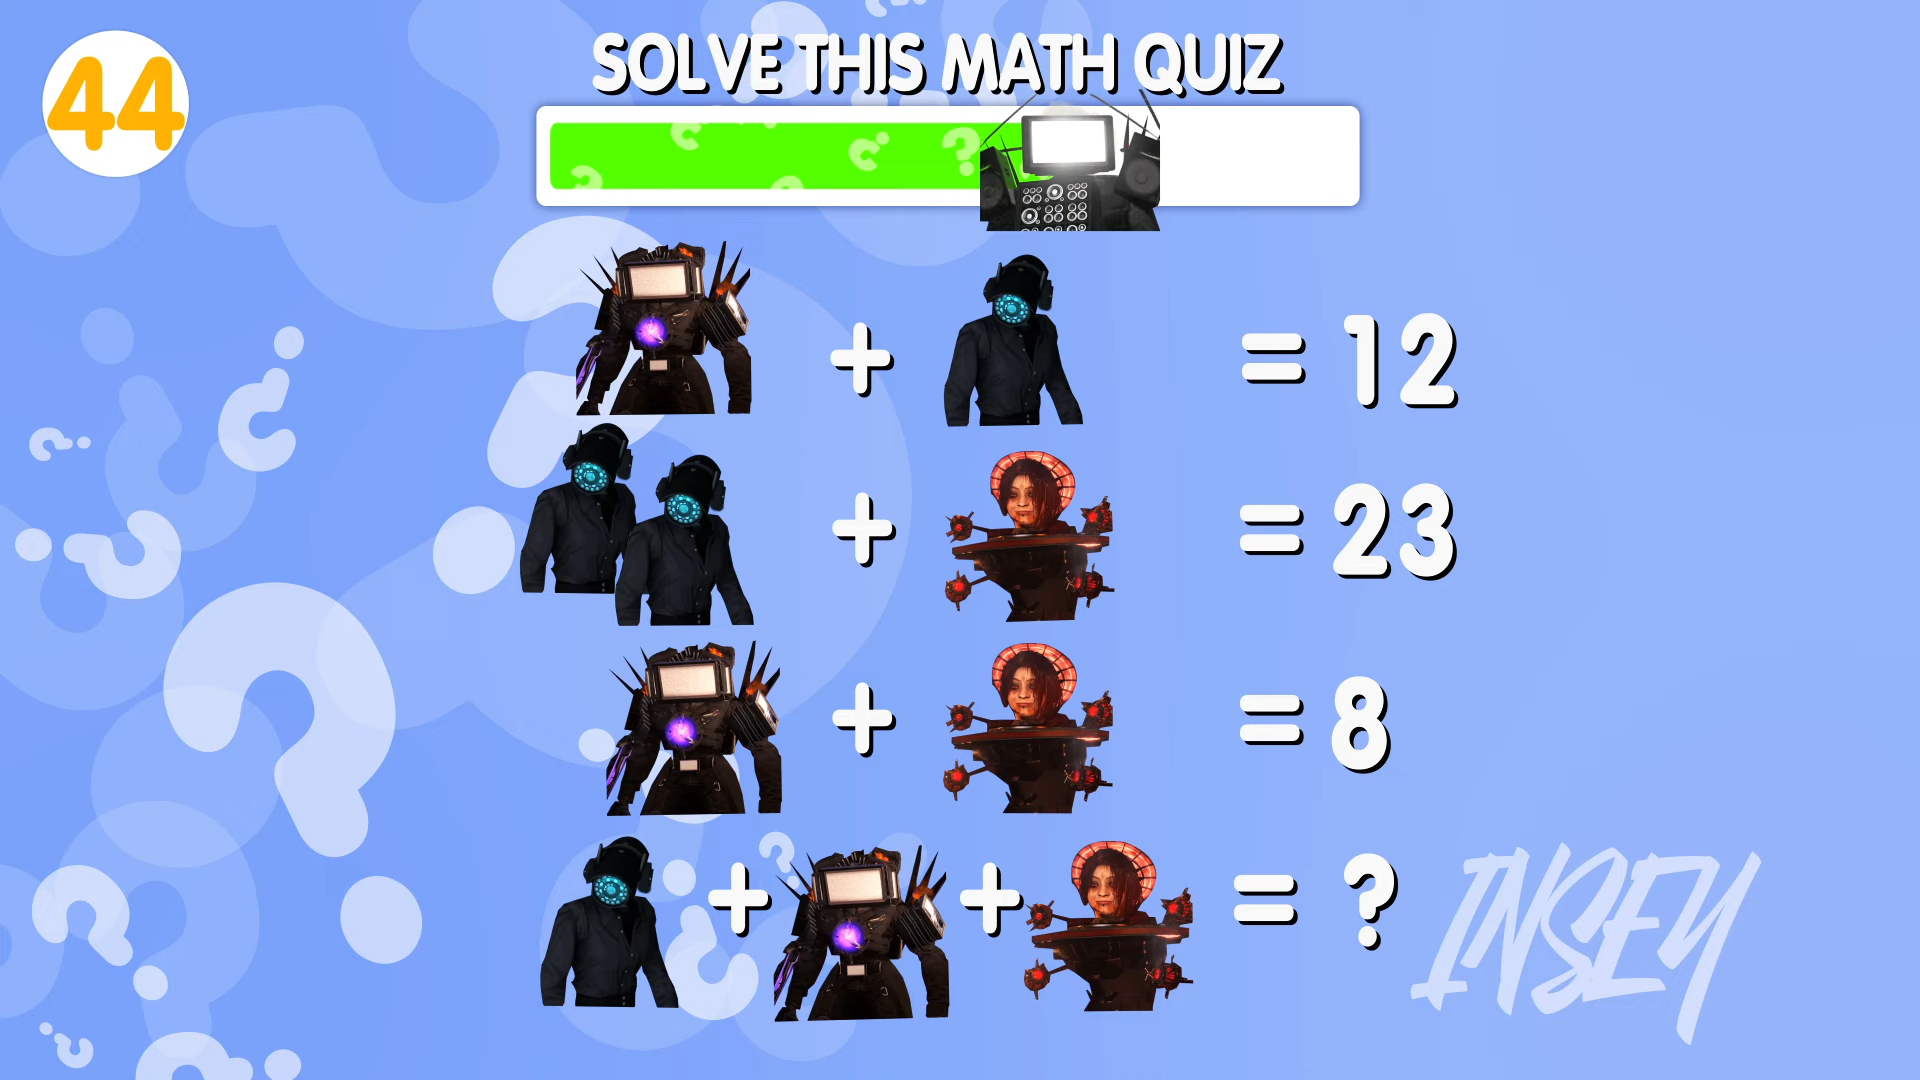 44
SOLVE THIS MATH QUIZ
+ = 12
+ = 23
+ = 8
+ + = ?
INSEY